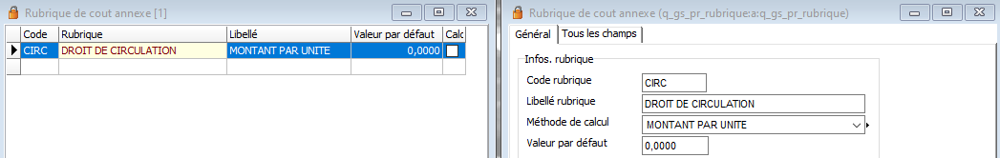 Rubrique de cout annexe [1]
Code Rubrique Libellé Valeur par défaut Calc
CIRC DROIT DE CIRCULATION MONTANT PAR UNITE 0,0000
Rubrique de cout annexe (q_gs_pr_rubrique:a:q_gs_pr_rubrique)
Général Tous les champs
Infos. rubrique
Code rubrique CIRC
Libellé rubrique DROIT DE CIRCULATION
Méthode de calcul MONTANT PAR UNITE
Valeur par défaut 0,0000